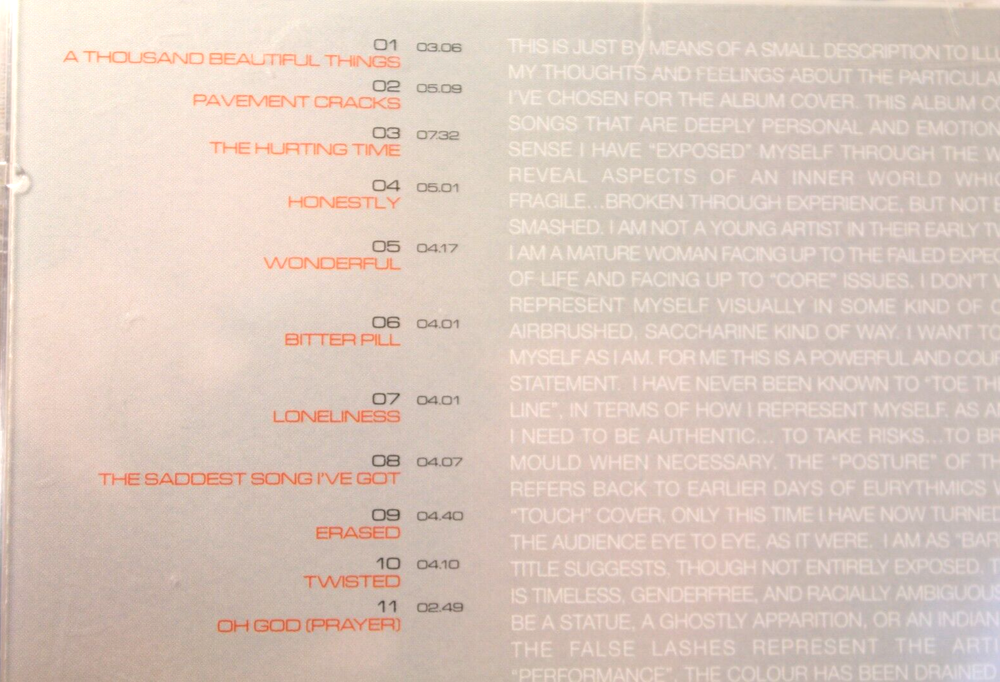 01 03.06
A THOUSAND BEAUTIFUL THINGS
02 05.09
PAVEMENT CRACKS
03 07.32
THE HURTING TIME
04 05.01
HONESTLY
05 04.17
WONDERFUL
06 04.01
BITTER PILL
07 04.01
LONELINESS
08 04.07
THE SADDEST SONG I'VE GOT
09 04.40
ERASED
10 04.10
TWISTED
11 02.49
OH GOD (PRAYER)
THIS IS JUST BY MEANS OF A SMALL DESCRIPTION TO
MY THOUGHTS AND FEELINGS ABOUT THE
I'VE CHOSEN FOR THE ALBUM COVER. THIS ALBUM
SONGS THAT ARE DEEPLY PERSONAL AND
SENSE I HAVE "EXPOSED" MYSELF THROUGH THE
REVEAL ASPECTS OF AN INNER WORLD
FRAGILE...BROKEN THROUGH EXPERIENCE, BUT NOT
SMASHED. I AM NOT A YOUNG ARTIST IN THEIR EARLY
I AM A MATURE WOMAN FACING UP TO THE FAILED
OF LIFE AND FACING UP TO "CORE" ISSUES. I DON'T
REPRESENT MYSELF VISUALLY IN SOME KIND OF
AIRBRUSHED, SACCHARINE KIND OF WAY. I WANT TO
MYSELF AS I AM. FOR ME THIS IS A POWERFUL AND
STATEMENT. I HAVE NEVER BEEN KNOWN TO "TOE
LINE", IN TERMS OF HOW I REPRESENT MYSELF. AS
I NEED TO BE AUTHENTIC... TO TAKE RISKS...TO
MOULD WHEN NECESSARY. THE "POSTURE" OF
REFERS BACK TO EARLIER DAYS OF EURYTHMICS
"TOUCH" COVER, ONLY THIS TIME I HAVE NOW TURNED
THE AUDIENCE EYE TO EYE, AS IT WERE. I AM AS
TITLE SUGGESTS, THOUGH NOT ENTIRELY EXPOSED.
IS TIMELESS, GENDERFREE, AND RACIALLY AMBIGUOUS
BE A STATUE, A GHOSTLY APPARITION, OR AN INDIAN
THE FALSE LASHES REPRESENT THE
"PERFORMANCE". THE COLOUR HAS BEEN DRAINED